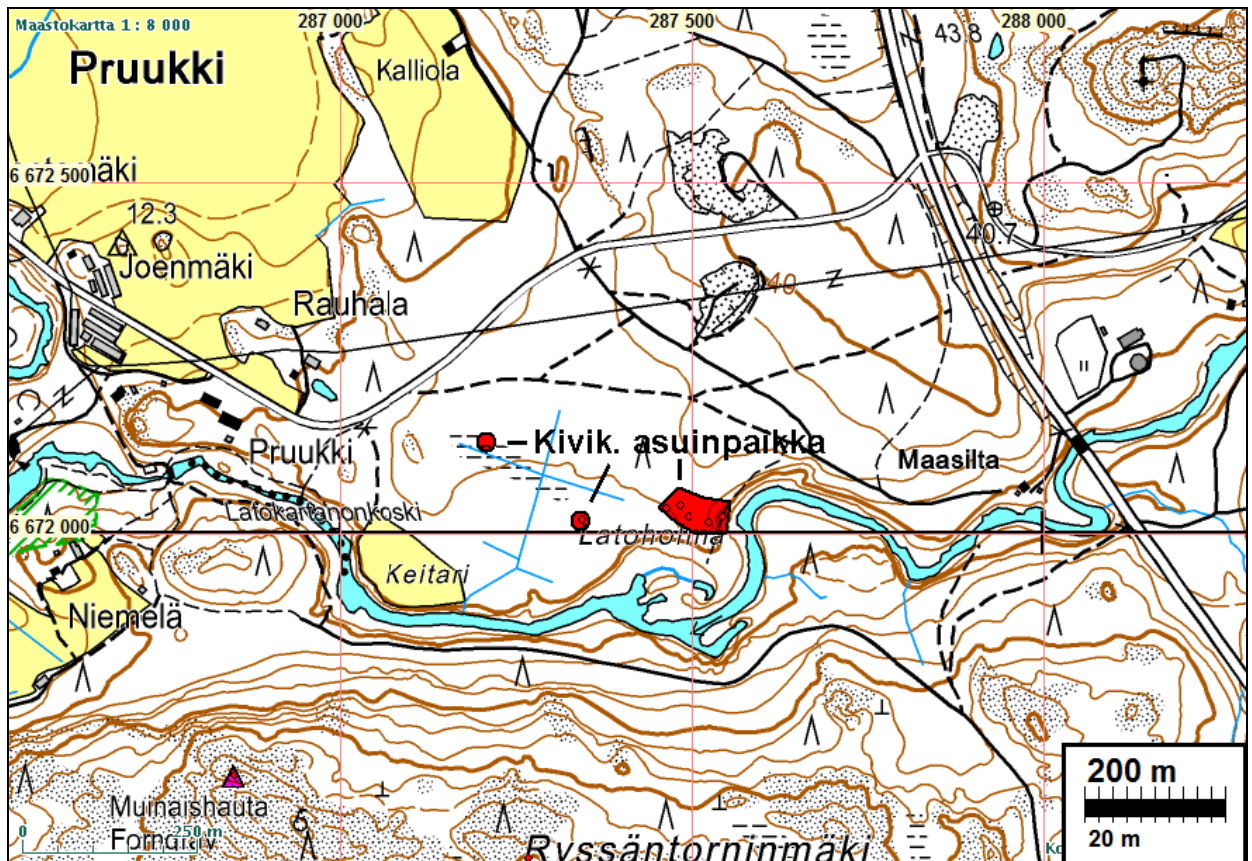 Maastokartta 1 : 8 000
287 000
287 500
288 000
43.8
Pruukki
Kalliola
6 672 500
12.3
40.7
Joenmäki
40
Rauhala
Kivik. asuinpaikka
Pruukki
Maasilta
Latokartanonkoski
6 672 000
Keitari
Niemelä
200 m
20 m
Muinaishauta
0
250 m
Ryssäntorninmäki